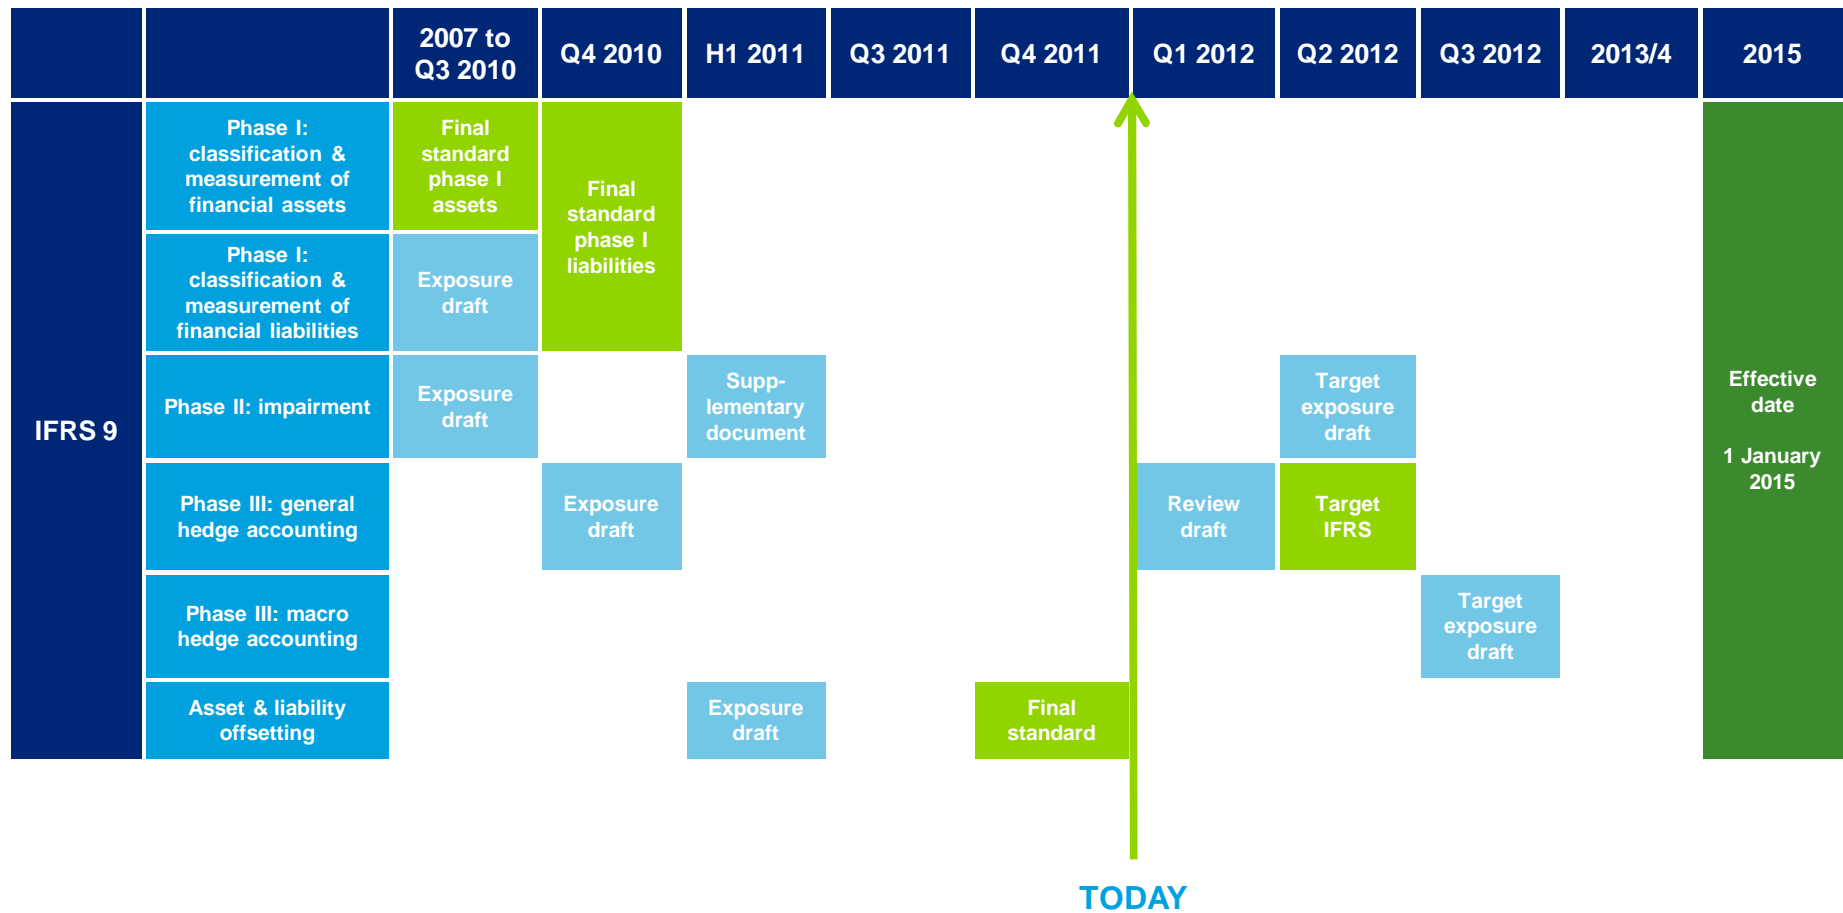 2007 to
Q3 2010
Q4 2010
H1 2011
Q3 2011
Q4 2011
Q1 2012
Q2 2012
Q3 2012
2013/4
2015
IFRS 9
Phase I:
classification &
measurement of
financial assets
Final
standard
phase I
assets
Final
standard
phase I
liabilities
Phase I:
classification &
measurement of
financial liabilities
Exposure
draft
Phase II: impairment
Exposure
draft
Supp-
lementary
document
Target
exposure
draft
Phase III: general
hedge accounting
Exposure
draft
Review
draft
Target
IFRS
Phase III: macro
hedge accounting
Target
exposure
draft
Asset & liability
offsetting
Exposure
draft
Final
standard
Effective
date
1 January
2015
TODAY